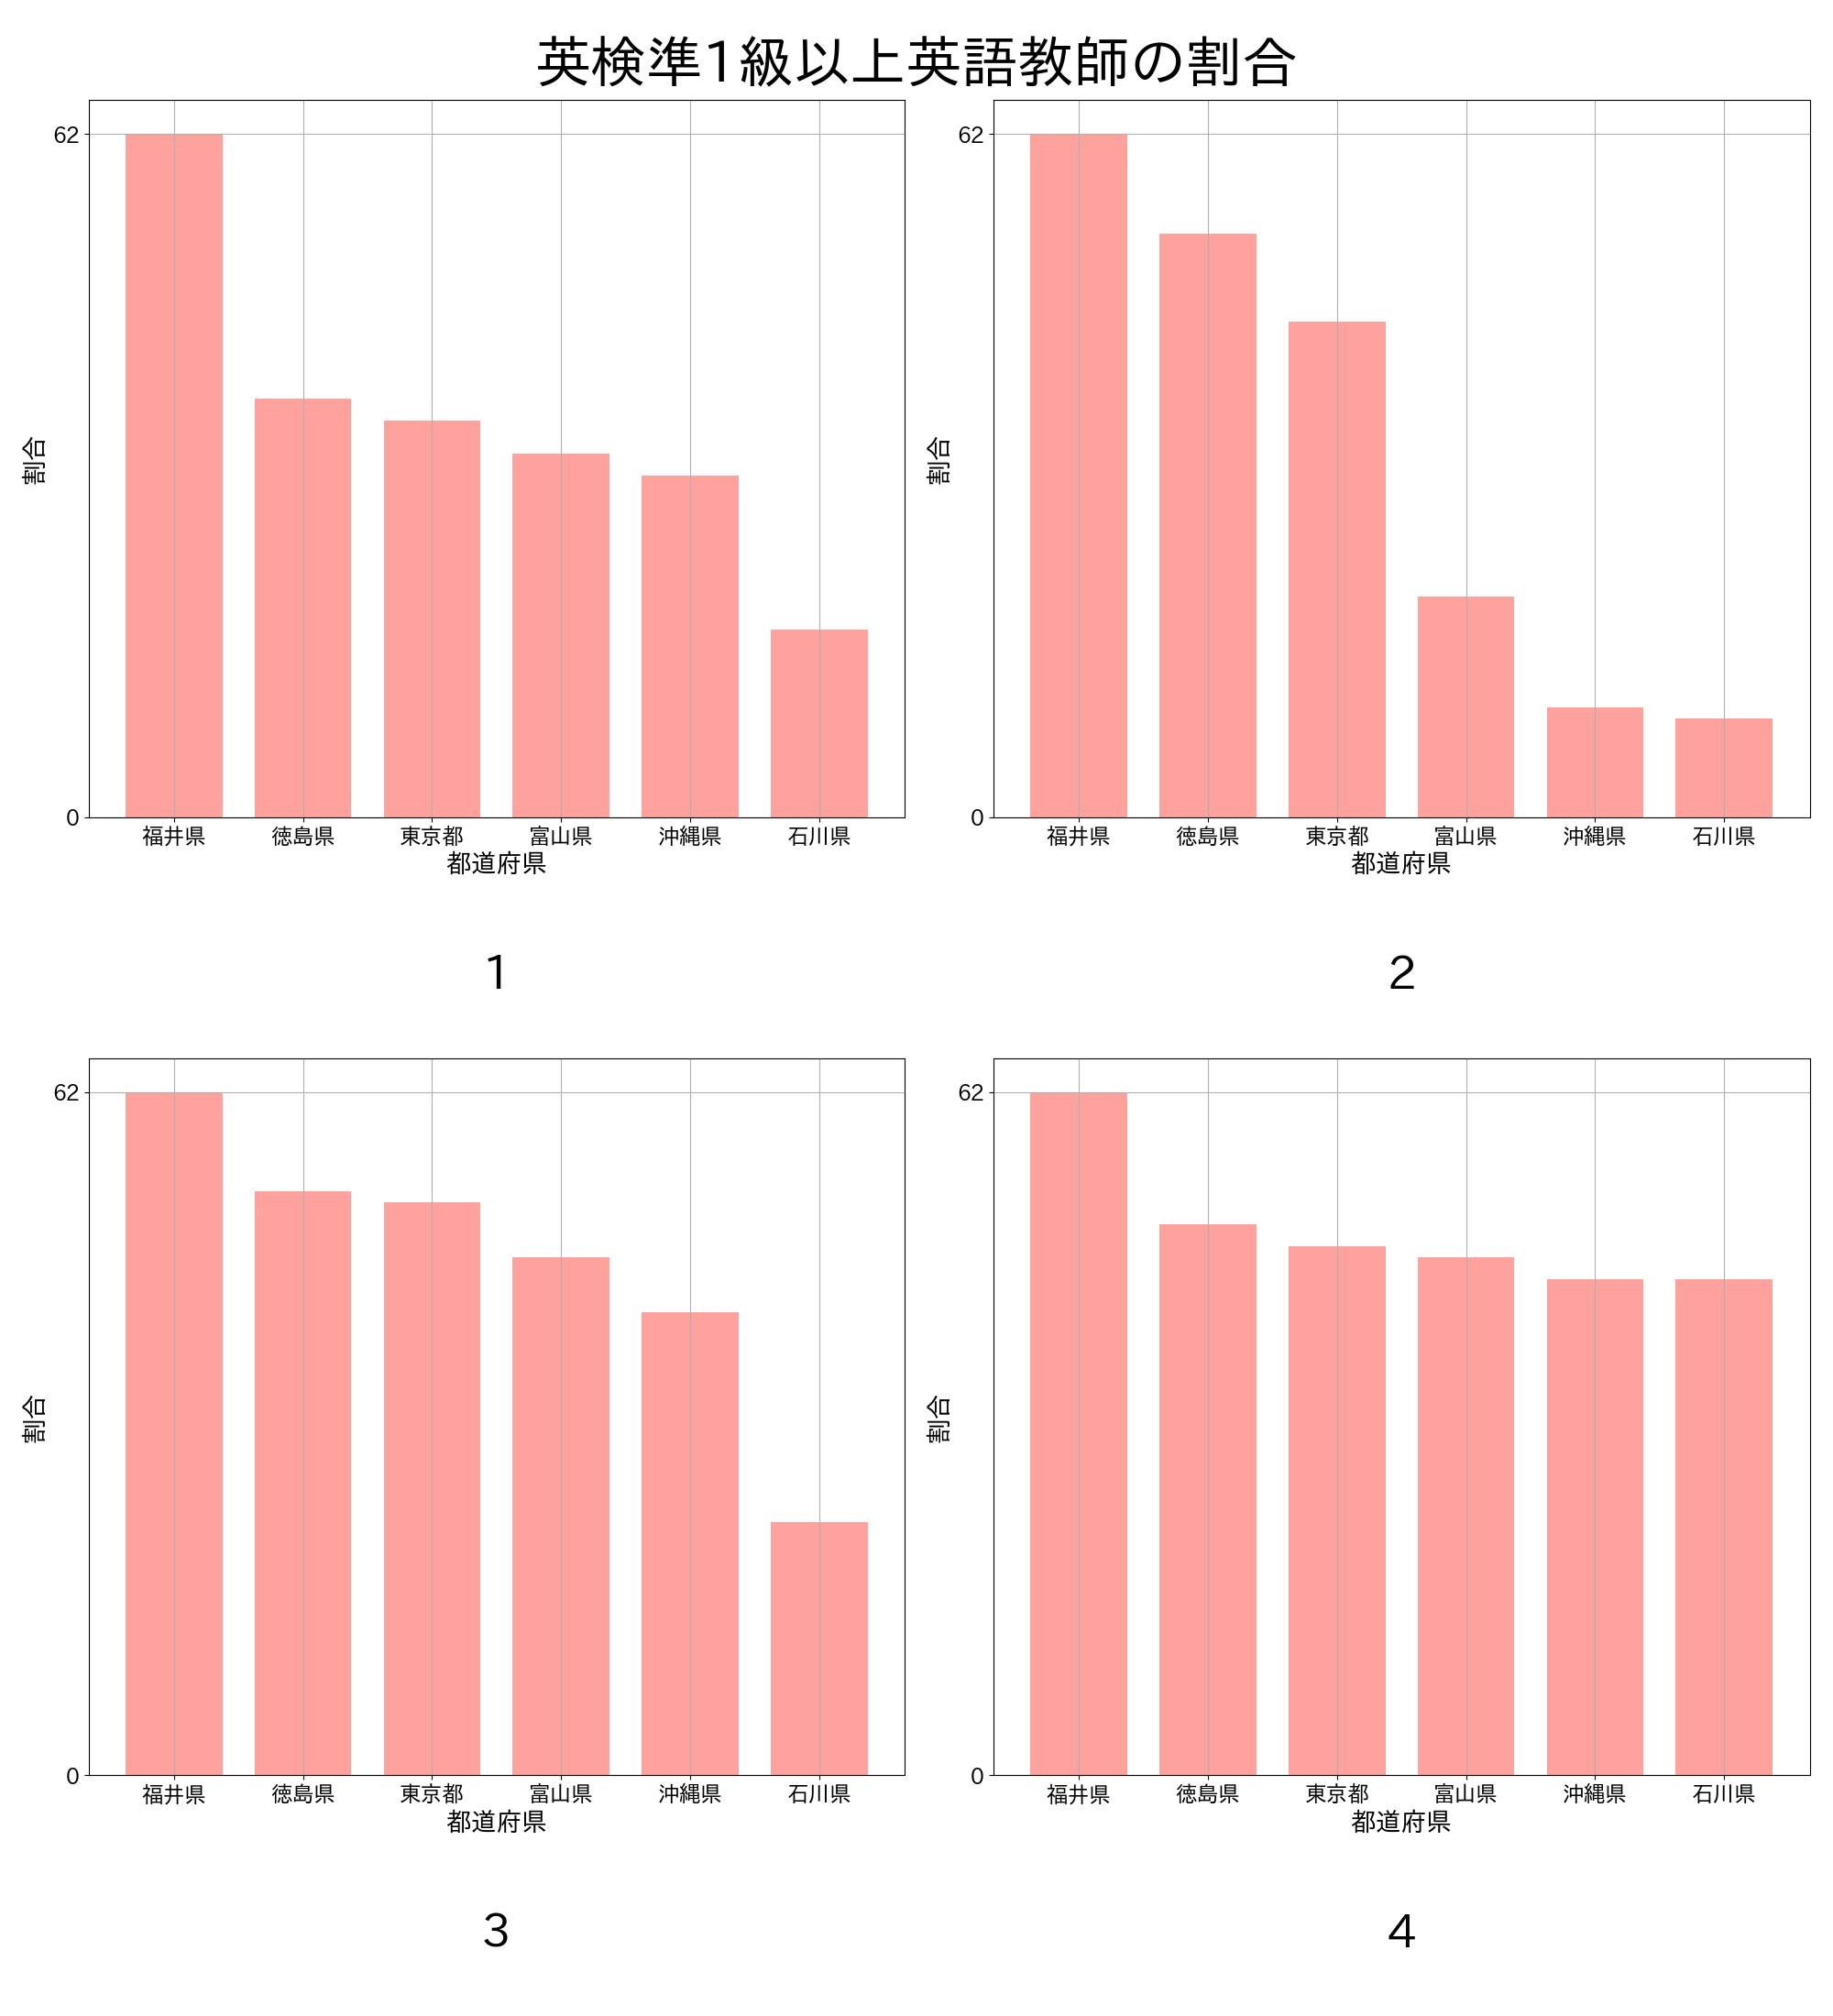 英検準1級以上英語教師の割合
62
0
割合
福井県 徳島県 東京都 富山県 沖縄県 石川県
都道府県
1
62
0
割合
福井県 徳島県 東京都 富山県 沖縄県 石川県
都道府県
2
62
0
割合
福井県 徳島県 東京都 富山県 沖縄県 石川県
都道府県
3
62
0
割合
福井県 徳島県 東京都 富山県 沖縄県 石川県
都道府県
4